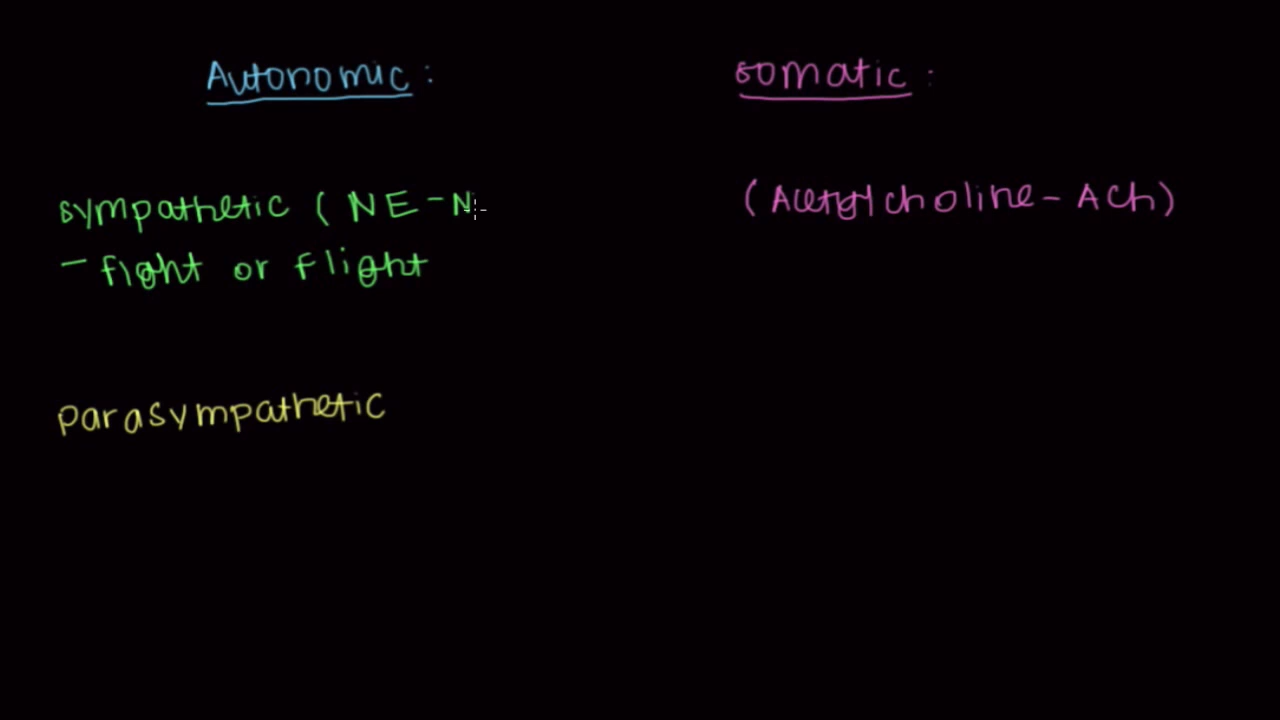 Autonomic:
somatic:
sympathetic (NE-N
(Acetylcholine-ACh)
- fight or flight
parasympathetic